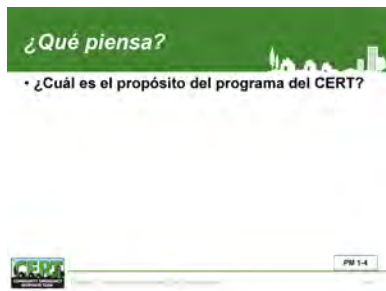 ¿Qué piensa?
• ¿Cuál es el propósito del programa del CERT?
PM 1-4
CERT